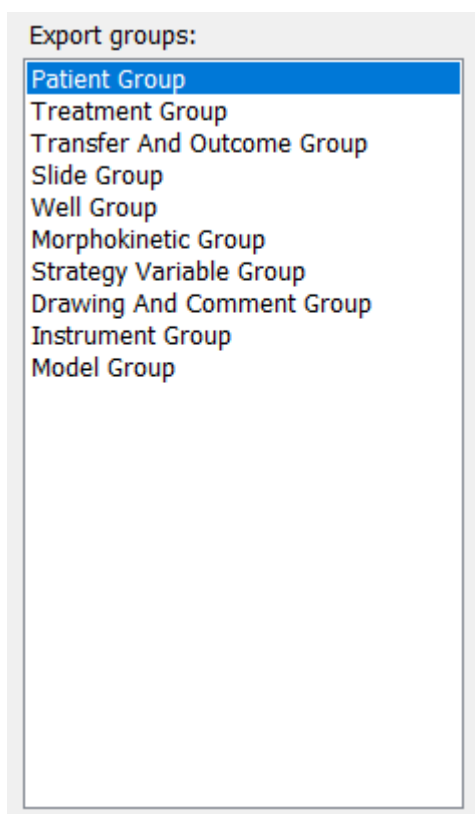 Export groups:
Patient Group
Treatment Group
Transfer And Outcome Group
Slide Group
Well Group
Morphokinetic Group
Strategy Variable Group
Drawing And Comment Group
Instrument Group
Model Group